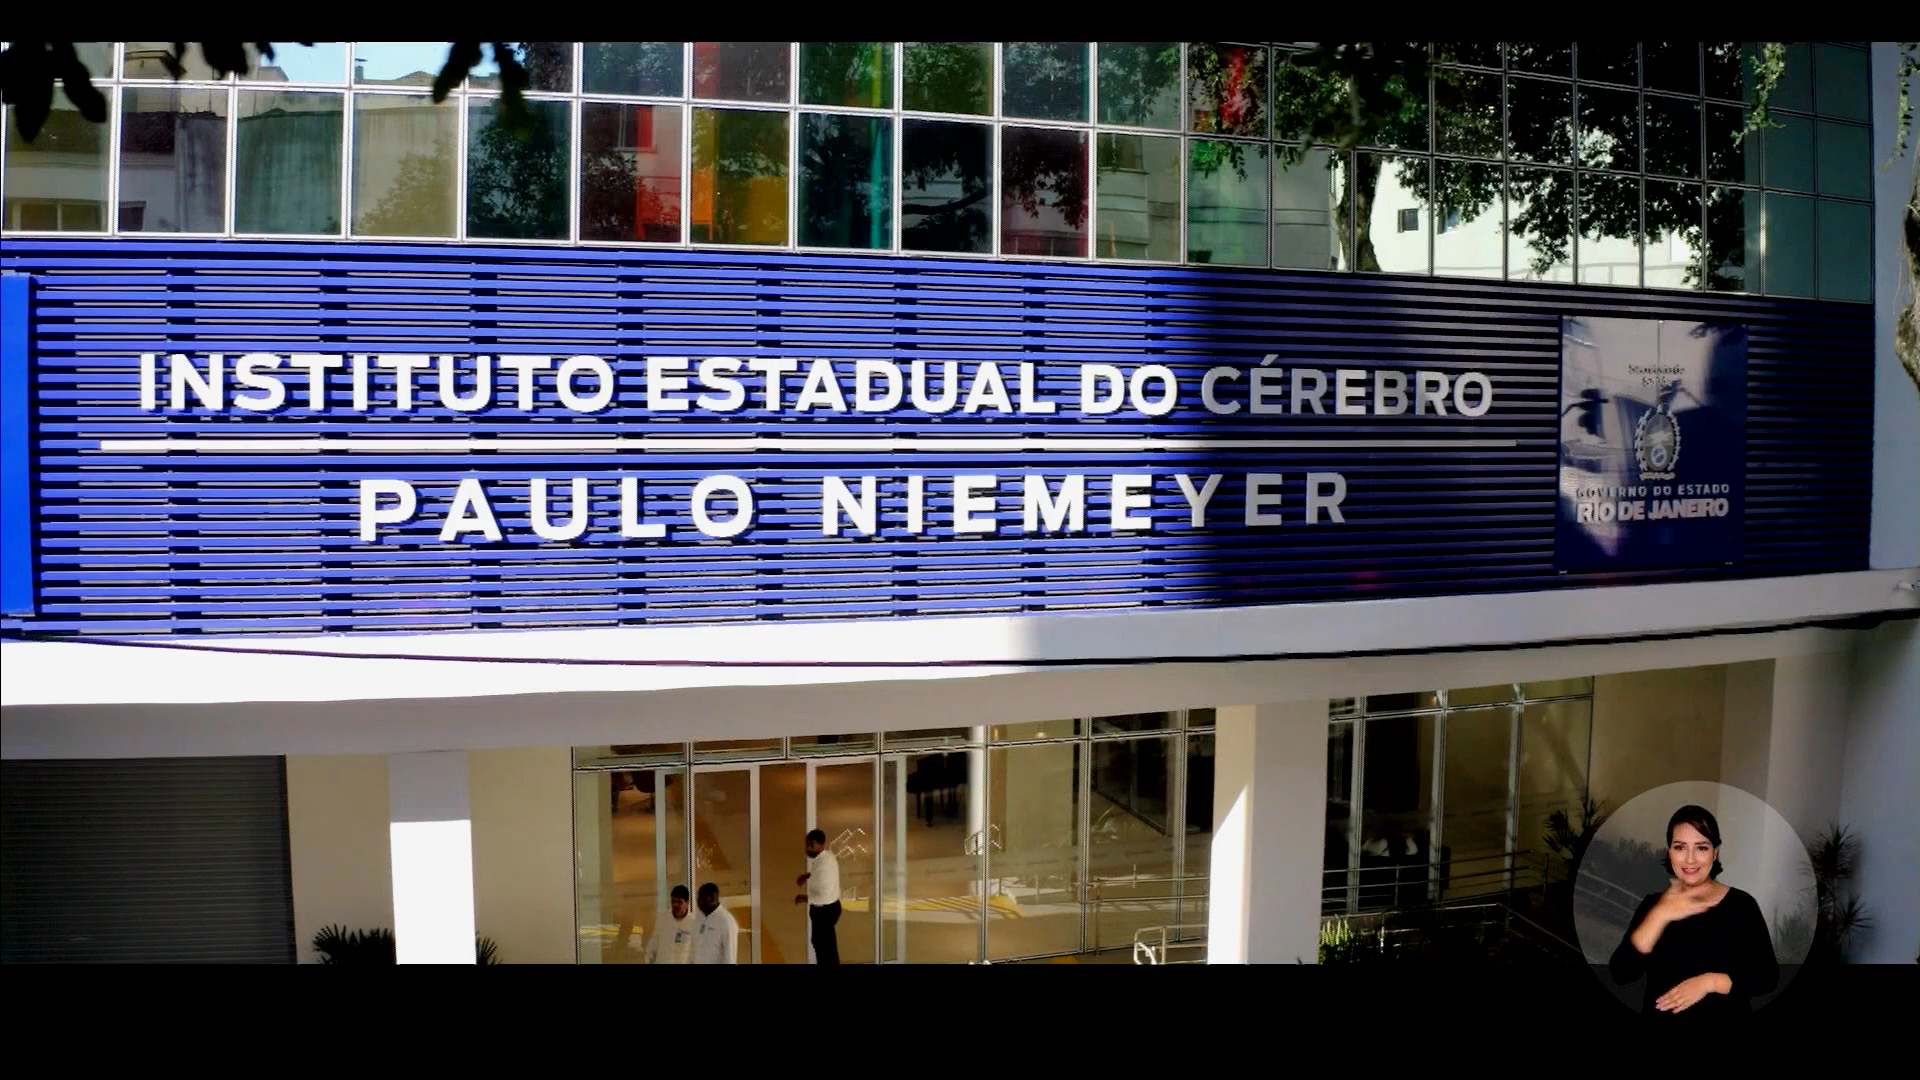 INSTITUTO ESTADUAL DO CÉREBRO
PAULO NIEMEYER
GOVERNO DO ESTADO
RIO DE JANEIRO